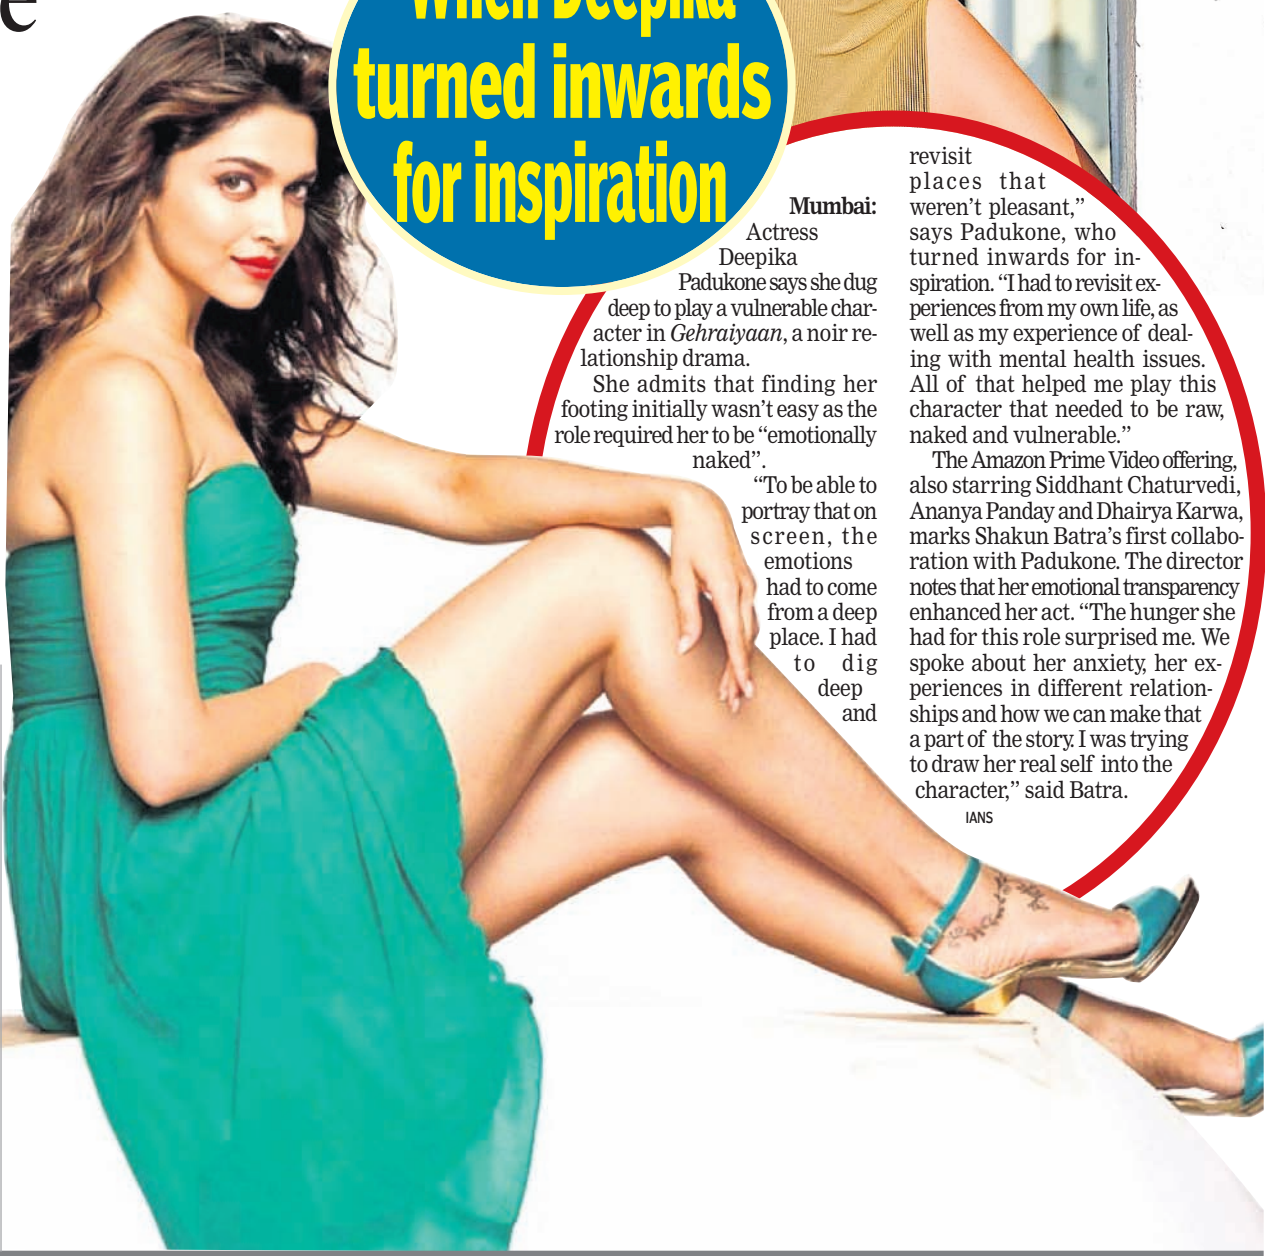 e
When Deepika
turned inwards
for inspiration
Mumbai:
Actress
Deepika
Padukone says she dug
deep to play a vulnerable char-
acter in Gehraiyaan, a noir re-
lationship drama.
She admits that finding her
footing initially wasn't easy as the
role required her to be “emotionally
naked”.
“To be able to
portray that on
screen, the
emotions
had to come
from a deep
place. I had
to dig
deep
and
revisit
places that
weren't pleasant,”
says Padukone, who
turned inwards for in-
spiration. “I had to revisit ex-
periences from my own life, as
well as my experience of deal-
ing with mental health issues.
All of that helped me play this
character that needed to be raw,
naked and vulnerable.”
The Amazon Prime Video offering,
also starring Siddhant Chaturvedi,
Ananya Panday and Dhairya Karwa,
marks Shakun Batra's first collabo-
ration with Padukone. The director
notes that her emotional transparency
enhanced her act. “The hunger she
had for this role surprised me. We
spoke about her anxiety, her ex-
periences in different relation-
ships and how we can make that
a part of the story. I was trying
to draw her real self into the
character,” said Batra.
IANS